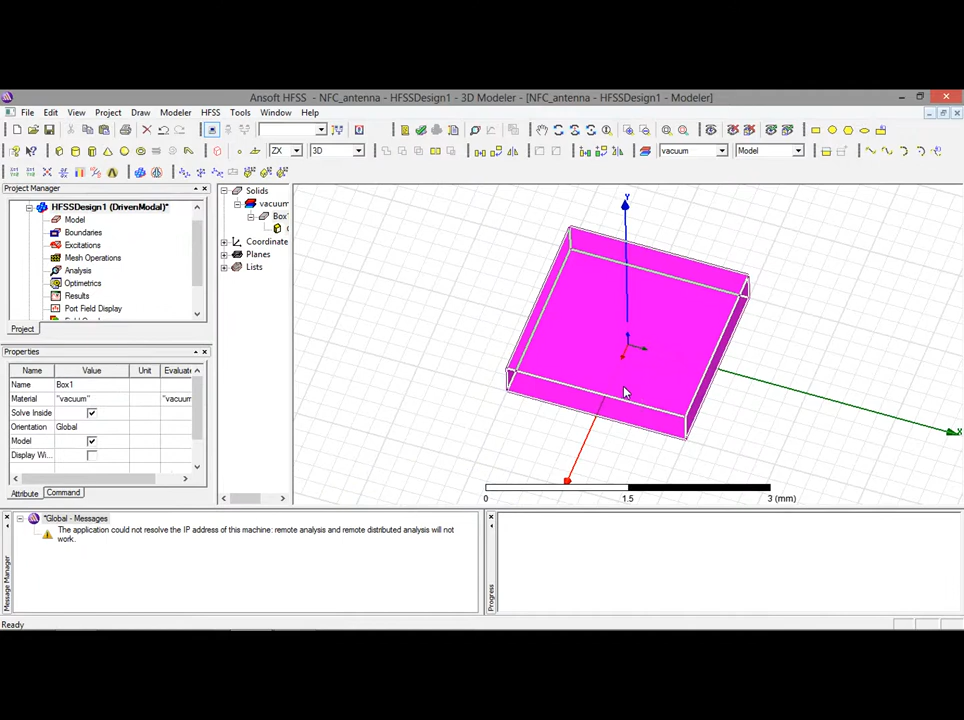 Ansoft HFSS - NFC_antenna - HFSSDesign1 - 3D Modeler - [NFC_antenna - HFSSDesign1 - Modeler]
File Edit View Project Draw Modeler HFSS Tools Window Help
ZX 3D vacuum Model
Project Manager
HFSSDesign1 (DrivenModal)*
Model
Boundaries
Excitations
Mesh Operations
Analysis
Optimetrics
Results
Port Field Display
Project
Solids
vacuum
Box
Coordinate
Planes
Lists
Properties
Name Value Unit Evaluate
Name Box1
Material "vacuum" "vacuum
Solve Inside
Orientation Global
Model
Display Wi...
Attribute Command
0 1.5 3 (mm)
*Global - Messages
The application could not resolve the IP address of this machine: remote analysis and remote distributed analysis will not
work.
Message Manager
Progress
Ready